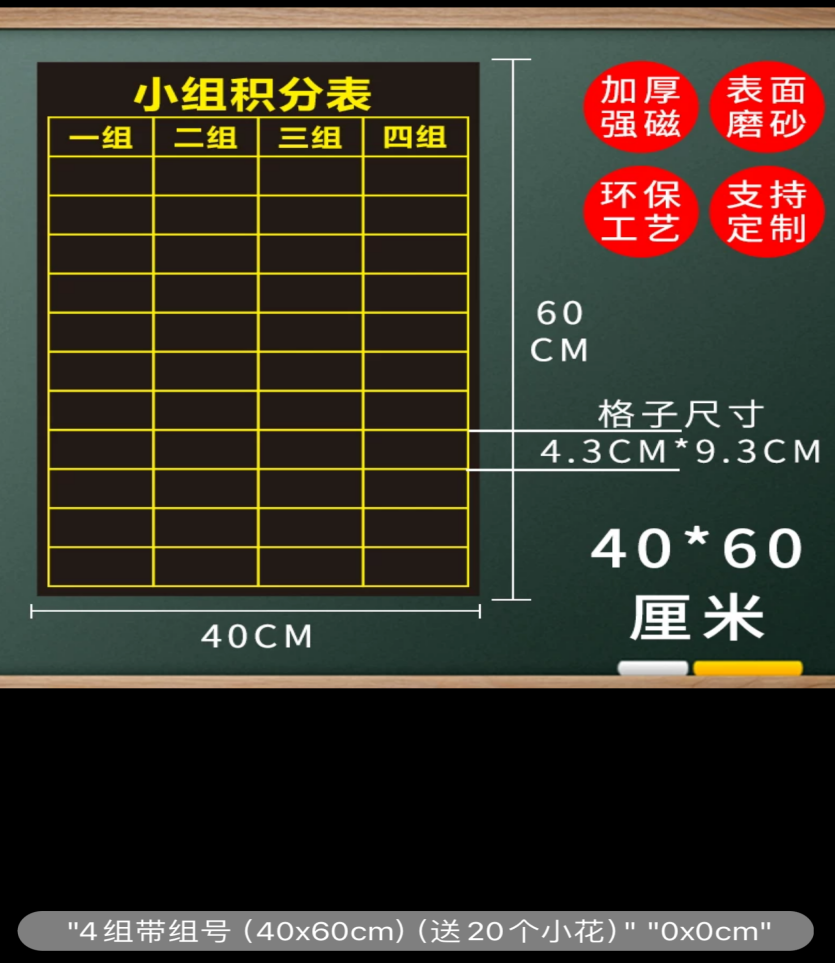 小组积分表
一组 二组 三组 四组
加厚
强磁
表面
磨砂
环保
工艺
支持
定制
60
CM
格子尺寸
4.3CM*9.3CM
40*60
厘米
40CM
"4组带组号（40x60cm）（送20个小花）" "0x0cm"